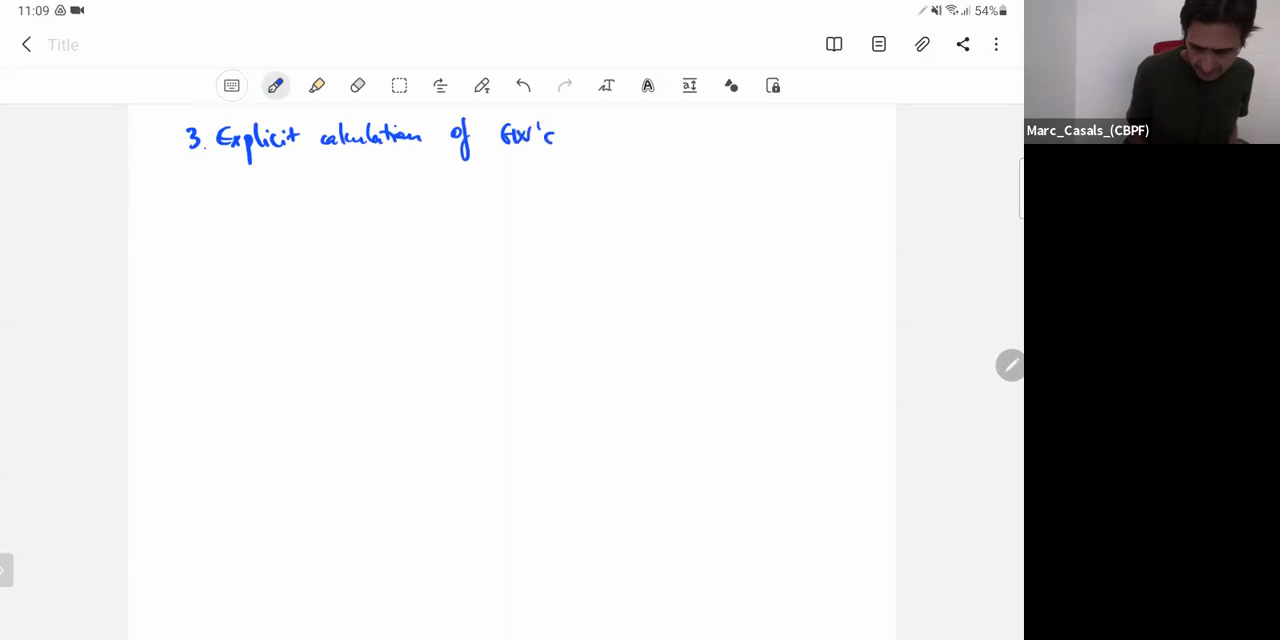 11:09 54%
Title
3. Explicit calculation of GW's
Marc_Casals_(CBPF)